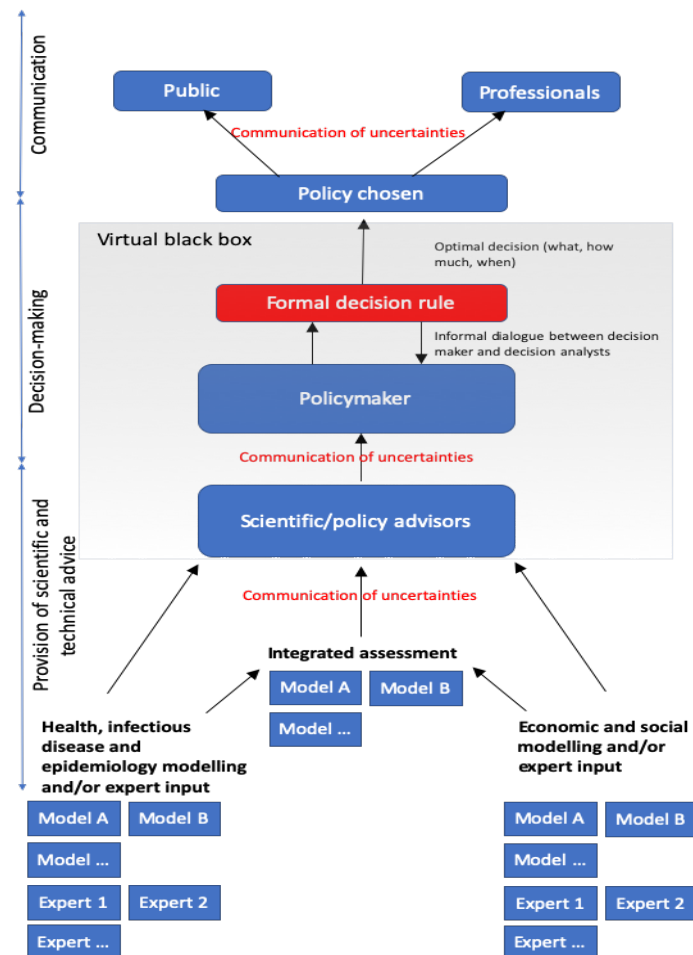 Communication
Public
Professionals
Communication of uncertainties
Policy chosen
Decision-making
Virtual black box
Optimal decision (what, how
much, when)
Formal decision rule
Informal dialogue between decision
maker and decision analysts
Policymaker
Communication of uncertainties
Provision of scientific and
technical advice
Scientific/policy advisors
Communication of uncertainties
Integrated assessment
Model A
Model B
Model ...
Health, infectious
disease and
epidemiology modelling
and/or expert input
Model A
Model B
Model ...
Expert 1
Expert 2
Expert ...
Economic and social
modelling and/or
expert input
Model A
Model B
Model ...
Expert 1
Expert 2
Expert ...